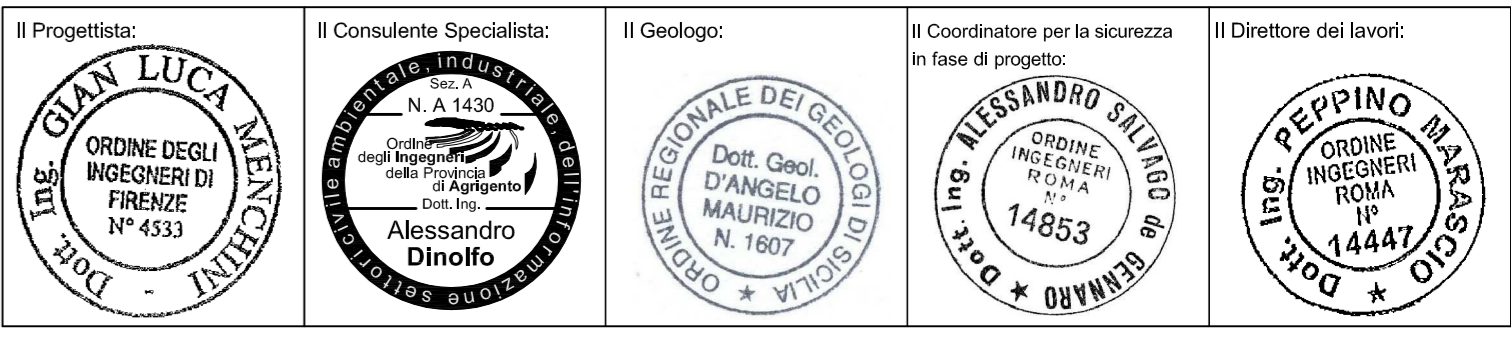 Il Progettista:
Dott. Ing. GIAN LUCA MENCHINI -
ORDINE DEGLI
INGEGNERI DI
FIRENZE
N° 4533
Il Consulente Specialista:
settori civile ambientale, industriale, dell'informazione
Sez. A
N. A 1430
Ordine
degli Ingegneri
della Provincia
di Agrigento
Dott. Ing.
Alessandro
Dinolfo
Il Geologo:
ORDINE REGIONALE DEI GEOLOGI DI SICILIA ★
Dott. Geol.
D'ANGELO
MAURIZIO
N. 1607
Il Coordinatore per la sicurezza
in fase di progetto:
Dott. Ing. ALESSANDRO SALVAGO de GENNARO ★
ORDINE
INGEGNERI
ROMA
N°
14853
Il Direttore dei lavori:
Dott. Ing. PEPPINO MARASCIO ★
ORDINE
INGEGNERI
ROMA
N°
14447